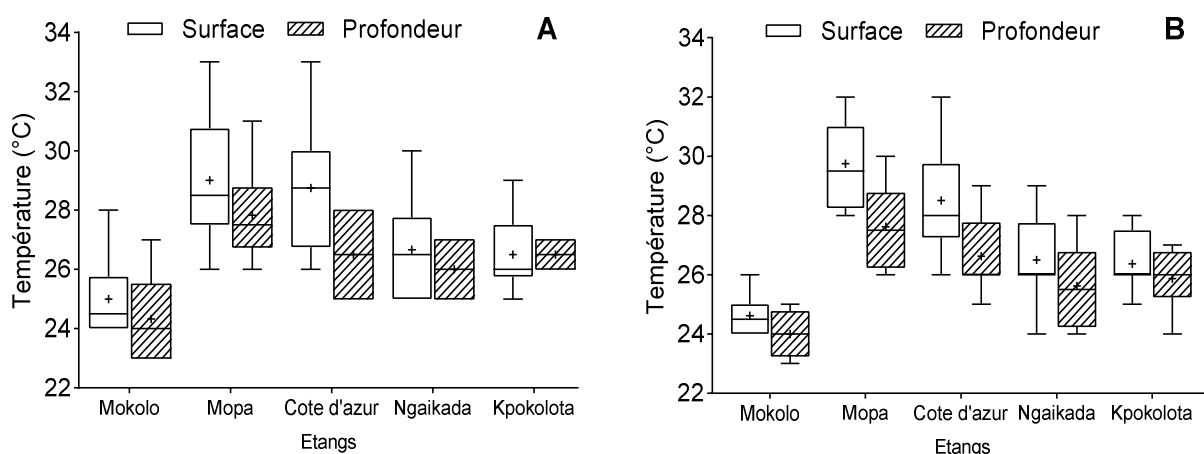 Surface Profondeur A
34
32
30
28
26
24
22
Température (°C)
Mokolo Mopa Cote d'azur Ngaikada Kpokolota
Etangs
Surface Profondeur B
34
32
30
28
26
24
22
Température (°C)
Mokolo Mopa Cote d'azur Ngaikada Kpokolota
Etangs